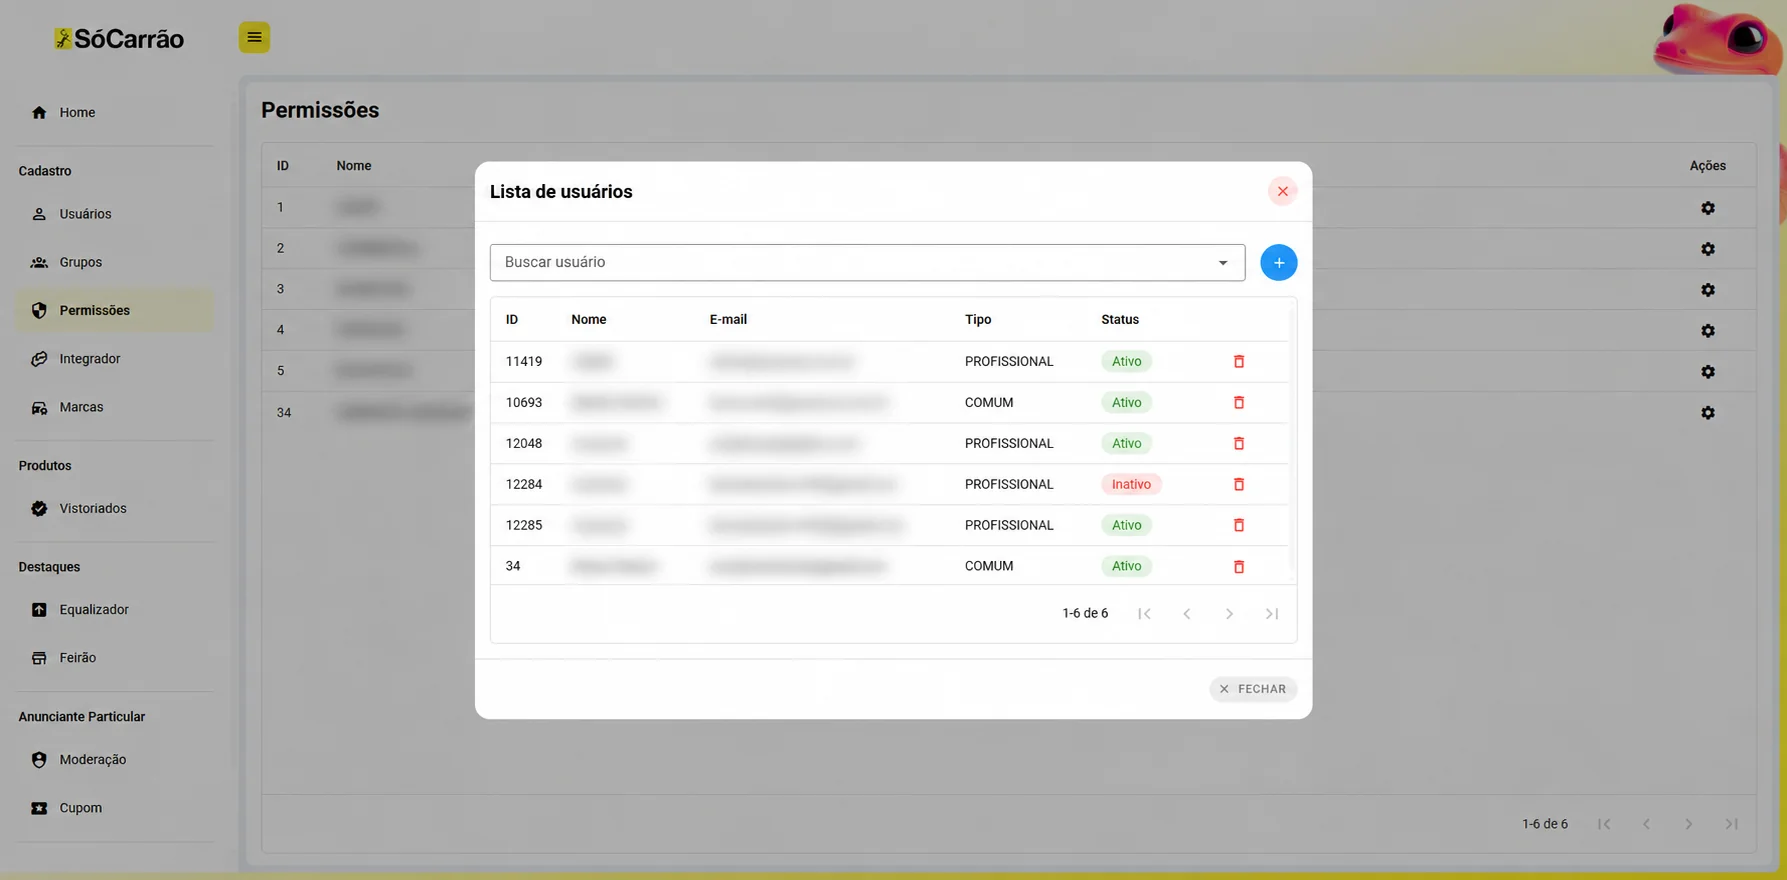 SóCarrão
Home
Cadastro
Usuários
Grupos
Permissões
Integrador
Marcas
Produtos
Vistoriados
Destaques
Equalizador
Feirão
Anunciante Particular
Moderação
Cupom
Permissões
ID Nome Ações
1
2
3
4
5
34
1-6 de 6
Lista de usuários
Buscar usuário
ID Nome E-mail Tipo Status
11419 PROFISSIONAL Ativo
10693 COMUM Ativo
12048 PROFISSIONAL Ativo
12284 PROFISSIONAL Inativo
12285 PROFISSIONAL Ativo
34 COMUM Ativo
1-6 de 6
FECHAR